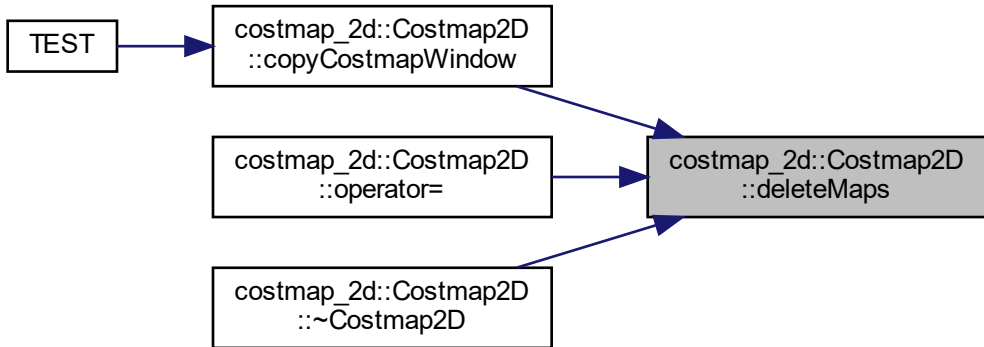 TEST
costmap_2d::Costmap2D
::copyCostmapWindow
costmap_2d::Costmap2D
::operator=
costmap_2d::Costmap2D
::~Costmap2D
costmap_2d::Costmap2D
::deleteMaps